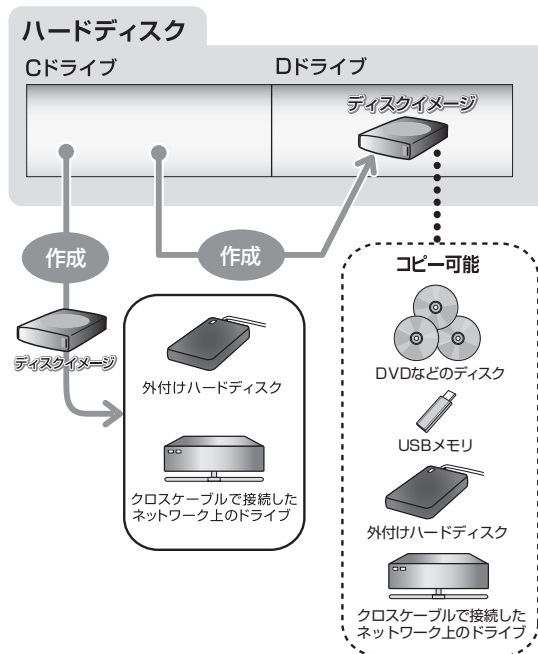 ハードディスク
Cドライブ
Dドライブ
ディスクイメージ
作成
作成
ディスクイメージ
外付けハードディスク
クロスケーブルで接続した
ネットワーク上のドライブ
コピー可能
DVDなどのディスク
USBメモリ
外付けハードディスク
クロスケーブルで接続した
ネットワーク上のドライブ